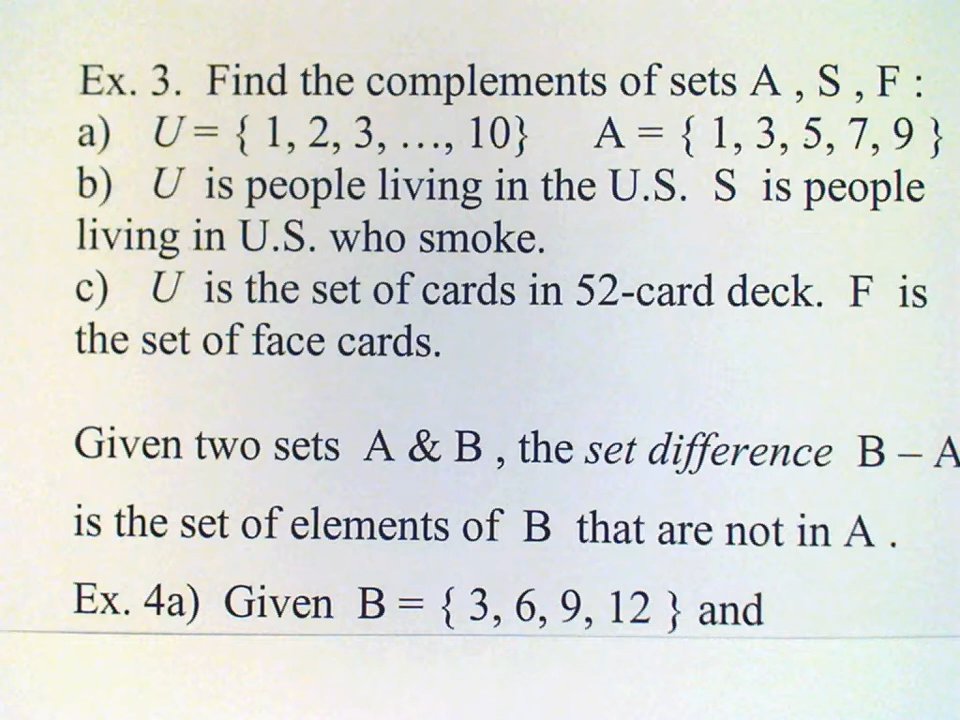 Ex. 3. Find the complements of sets A , S , F :
a) U = { 1, 2, 3, ..., 10} A = { 1, 3, 5, 7, 9 }
b) U is people living in the U.S. S is people
living in U.S. who smoke.
c) U is the set of cards in 52-card deck. F is
the set of face cards.
Given two sets A & B , the set difference B – A
is the set of elements of B that are not in A .
Ex. 4a) Given B = { 3, 6, 9, 12 } and